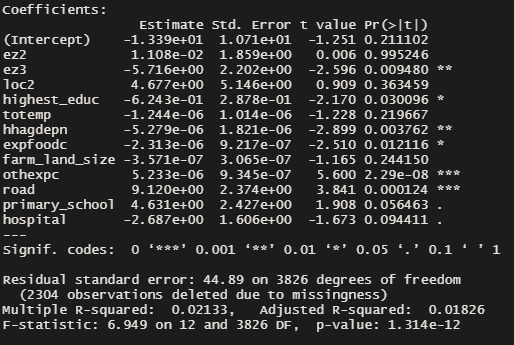 Coefficients:
Estimate Std. Error t value Pr(>|t|)
(Intercept) -1.339e+01 1.071e+01 -1.251 0.211102
ez2 1.108e-02 1.859e+00 0.006 0.995246
ez3 -5.716e+00 2.202e+00 -2.596 0.009480 **
loc2 4.677e+00 5.146e+00 0.909 0.363459
highest_educ -6.243e-01 2.878e-01 -2.170 0.030096 *
totemp -1.244e-06 1.014e-06 -1.228 0.219667
hhagdepn -5.279e-06 1.821e-06 -2.899 0.003762 **
expfoodc -2.313e-06 9.217e-07 -2.510 0.012116 *
farm_land_size -3.571e-07 3.065e-07 -1.165 0.244150
othexpc 5.233e-06 9.345e-07 5.600 2.29e-08 ***
road 9.120e+00 2.374e+00 3.841 0.000124 ***
primary_school 4.631e+00 2.427e+00 1.908 0.056463 .
hospital -2.687e+00 1.606e+00 -1.673 0.094411 .
---
Signif. codes: 0 ‘***’ 0.001 ‘**’ 0.01 ‘*’ 0.05 ‘.’ 0.1 ‘ ’ 1
Residual standard error: 44.89 on 3826 degrees of freedom
(2304 observations deleted due to missingness)
Multiple R-squared: 0.02133, Adjusted R-squared: 0.01826
F-statistic: 6.949 on 12 and 3826 DF, p-value: 1.314e-12